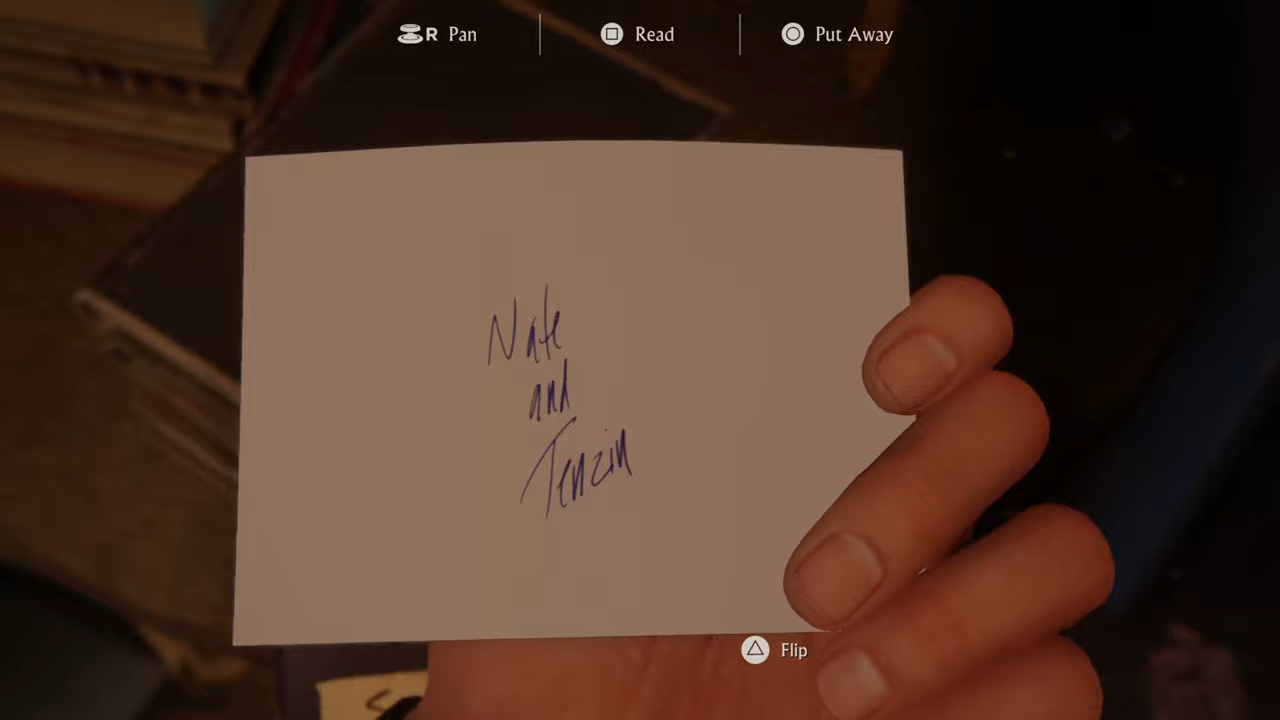 R Pan
Read
Put Away
Nate
and
Tenzin
Flip